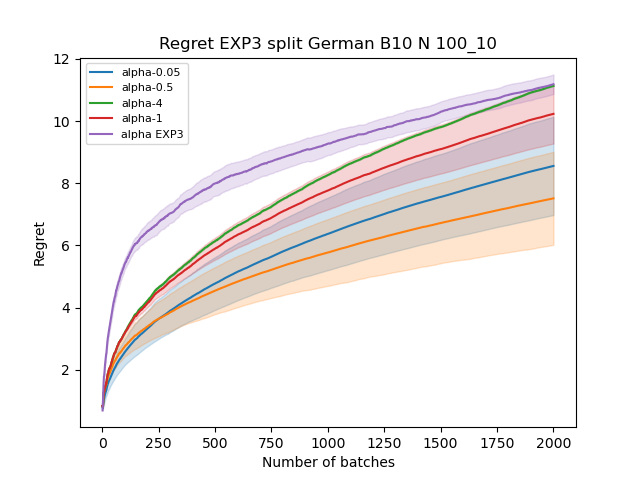 Regret EXP3 split German B10 N 100_10
12
10
8
6
4
2
Regret
alpha-0.05
alpha-0.5
alpha-4
alpha-1
alpha EXP3
0
250
500
750
1000
1250
1500
1750
2000
Number of batches